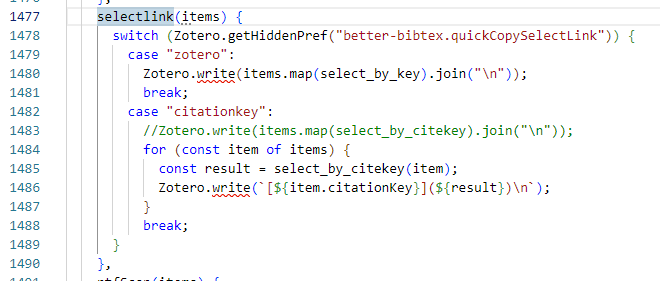 1477 selectlink(items) {
1478 switch (Zotero.getHiddenPref("better-bibtex.quickCopySelectLink")) {
1479 case "zotero":
1480 Zotero.write(items.map(select_by_key).join("\n"));
1481 break;
1482 case "citationkey":
1483 //Zotero.write(items.map(select_by_citekey).join("\n"));
1484 for (const item of items) {
1485 const result = select_by_citekey(item);
1486 Zotero.write(`[${item.citationKey}](${result})\n`);
1487 }
1488 break;
1489 }
1490 },